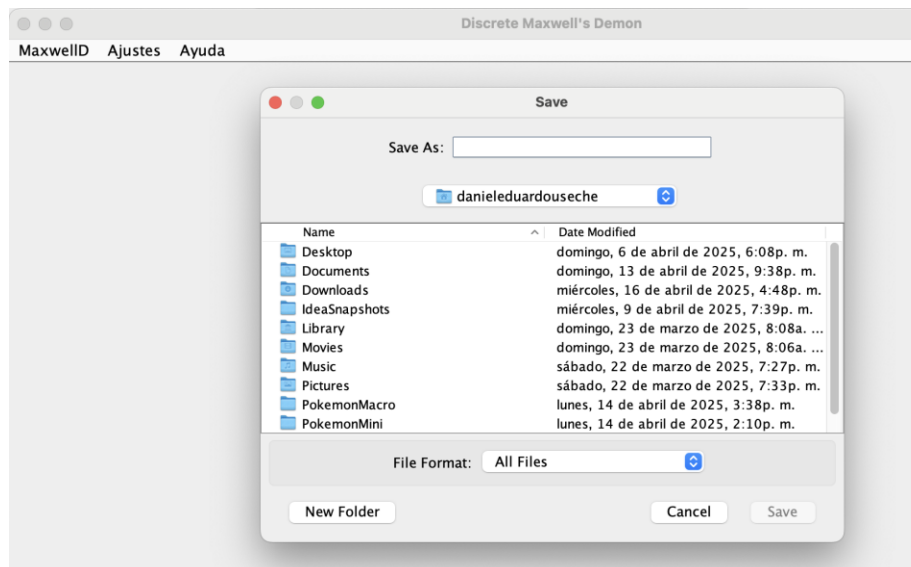 Discrete Maxwell's Demon
MaxwellD Ajustes Ayuda
Save
Save As:
danieleduardouseche
Name Date Modified
Desktop domingo, 6 de abril de 2025, 6:08p. m.
Documents domingo, 13 de abril de 2025, 9:38p. m.
Downloads miércoles, 16 de abril de 2025, 4:48p. m.
IdeaSnapshots miércoles, 9 de abril de 2025, 7:39p. m.
Library domingo, 23 de marzo de 2025, 8:08a. ...
Movies domingo, 23 de marzo de 2025, 8:06a. ...
Music sábado, 22 de marzo de 2025, 7:27p. m.
Pictures sábado, 22 de marzo de 2025, 7:33p. m.
PokemonMacro lunes, 14 de abril de 2025, 3:38p. m.
PokemonMini lunes, 14 de abril de 2025, 2:10p. m.
File Format: All Files
New Folder Cancel Save